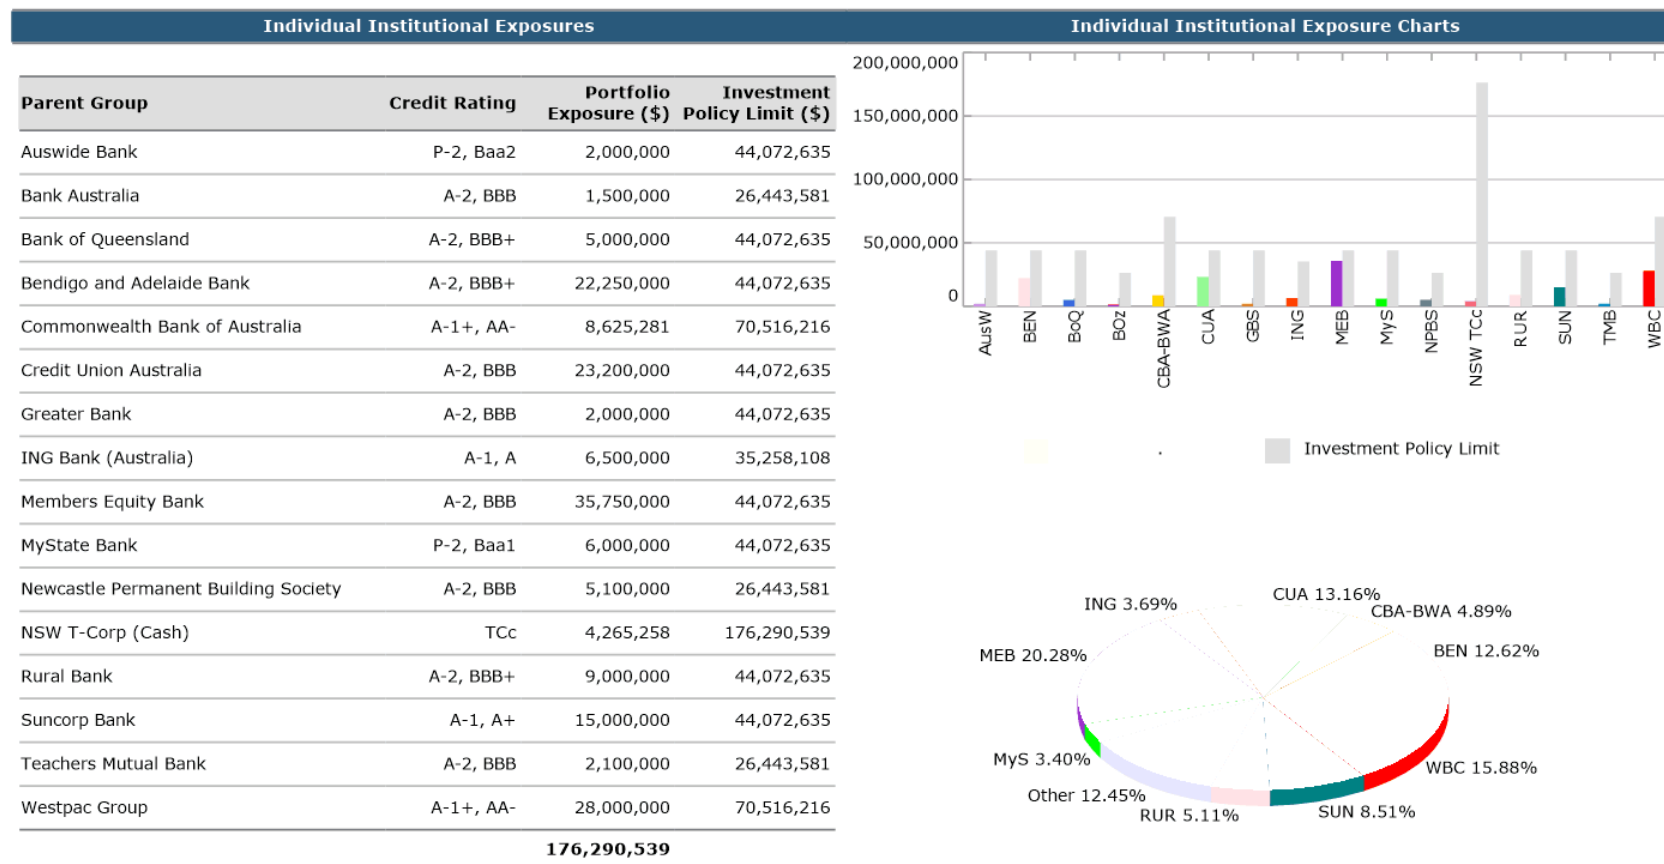 Individual Institutional Exposures
Parent Group Credit Rating Portfolio Exposure ($) Investment Policy Limit ($)
Auswide Bank P-2, Baa2 2,000,000 44,072,635
Bank Australia A-2, BBB 1,500,000 26,443,581
Bank of Queensland A-2, BBB+ 5,000,000 44,072,635
Bendigo and Adelaide Bank A-2, BBB+ 22,250,000 44,072,635
Commonwealth Bank of Australia A-1+, AA- 8,625,281 70,516,216
Credit Union Australia A-2, BBB 23,200,000 44,072,635
Greater Bank A-2, BBB 2,000,000 44,072,635
ING Bank (Australia) A-1, A 6,500,000 35,258,108
Members Equity Bank A-2, BBB 35,750,000 44,072,635
MyState Bank P-2, Baa1 6,000,000 44,072,635
Newcastle Permanent Building Society A-2, BBB 5,100,000 26,443,581
NSW T-Corp (Cash) TCc 4,265,258 176,290,539
Rural Bank A-2, BBB+ 9,000,000 44,072,635
Suncorp Bank A-1, A+ 15,000,000 44,072,635
Teachers Mutual Bank A-2, BBB 2,100,000 26,443,581
Westpac Group A-1+, AA- 28,000,000 70,516,216
176,290,539
Individual Institutional Exposure Charts
200,000,000
150,000,000
100,000,000
50,000,000
0
AusW
BEN
BoQ
BOz
CBA-BWA
CUA
GBS
ING
MEB
MyS
NPBS
NSW TCc
RUR
SUN
TMB
WBC
.
Investment Policy Limit
CUA 13.16%
ING 3.69%
CBA-BWA 4.89%
BEN 12.62%
MEB 20.28%
MyS 3.40%
WBC 15.88%
Other 12.45%
SUN 8.51%
RUR 5.11%